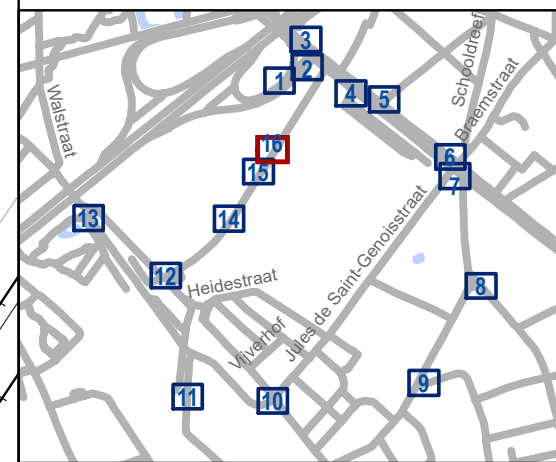 3
2
1
4
5
Schooldreef
Braemstraat
Walstraat
16
15
6
7
13
14
12
Heidestraat
Jules de Saint-Genoisstraat
8
Vijverhof
9
11
10